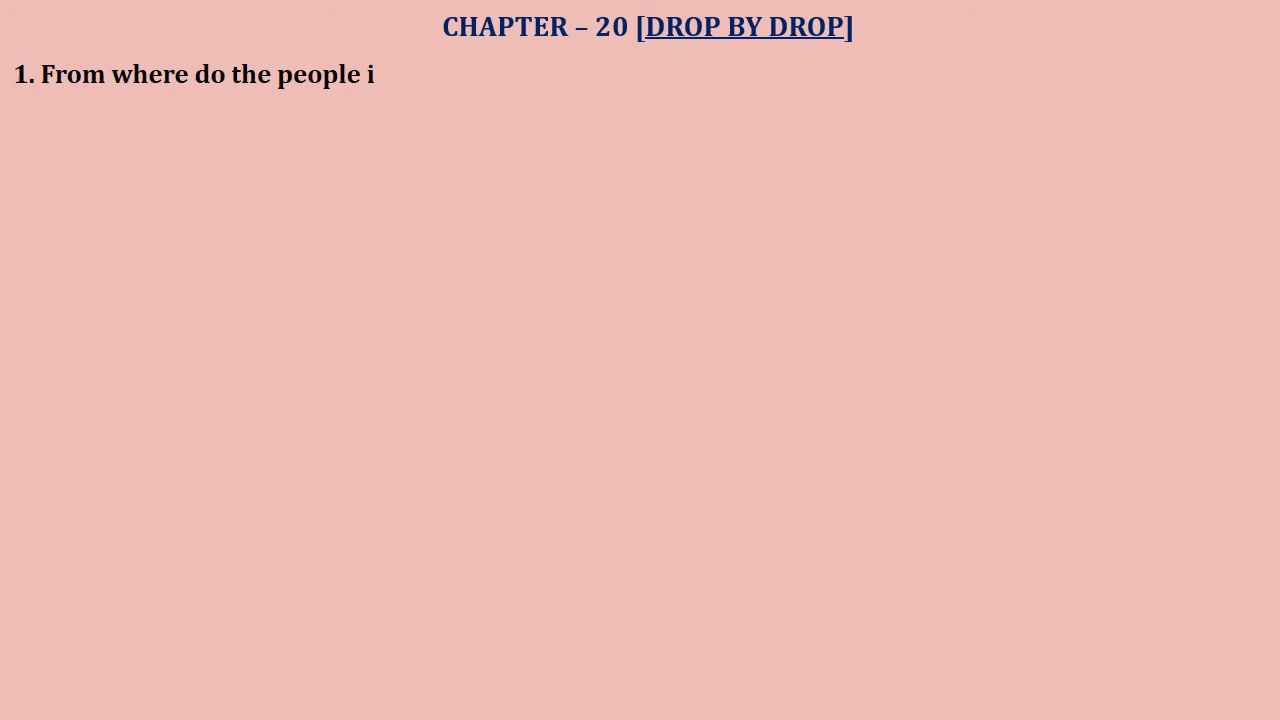 CHAPTER – 20 [DROP BY DROP]
1. From where do the people i